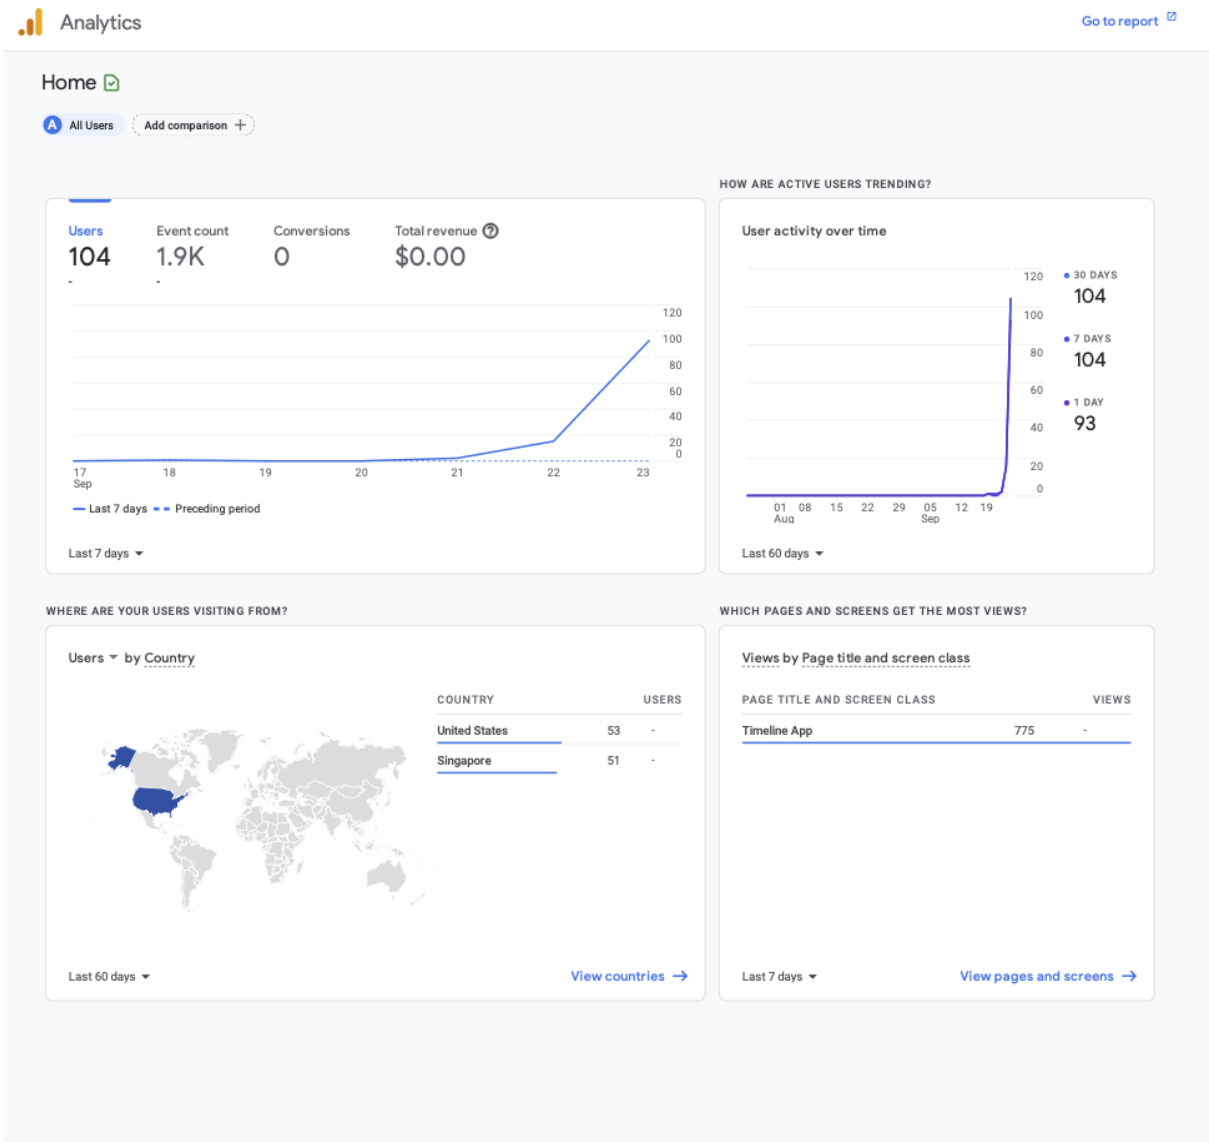 Analytics
Go to report
Home
A All Users
Add comparison +
Users
104
-
Event count
1.9K
-
Conversions
0
Total revenue ?
$0.00
120
100
80
60
40
20
0
17
Sep
18
19
20
21
22
23
Last 7 days
Preceding period
Last 7 days
HOW ARE ACTIVE USERS TRENDING?
User activity over time
120
100
80
60
40
20
0
01
Aug
08
15
22
29
05
Sep
12
19
30 DAYS
104
7 DAYS
104
1 DAY
93
Last 60 days
WHERE ARE YOUR USERS VISITING FROM?
Users by Country
COUNTRY USERS
United States 53 -
Singapore 51 -
Last 60 days
View countries →
WHICH PAGES AND SCREENS GET THE MOST VIEWS?
Views by Page title and screen class
PAGE TITLE AND SCREEN CLASS VIEWS
Timeline App 775 -
Last 7 days
View pages and screens →